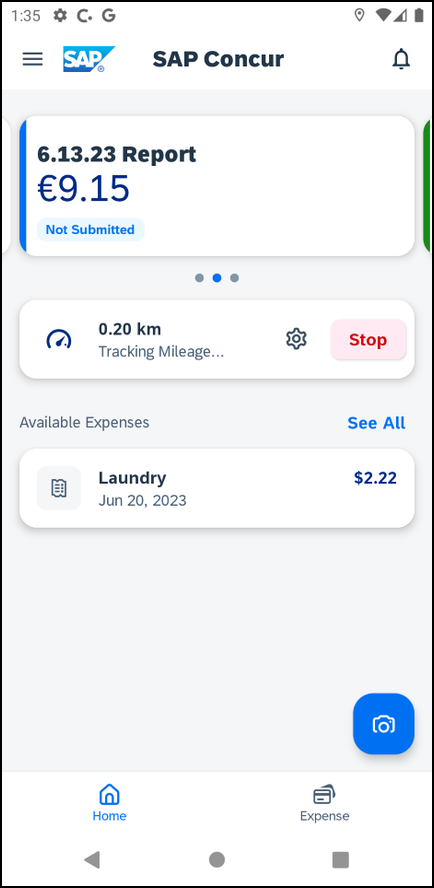 1:35
SAP
SAP Concur
6.13.23 Report
€9.15
Not Submitted
0.20 km
Tracking Mileage...
Stop
Available Expenses
See All
Laundry
$2.22
Jun 20, 2023
Home
Expense